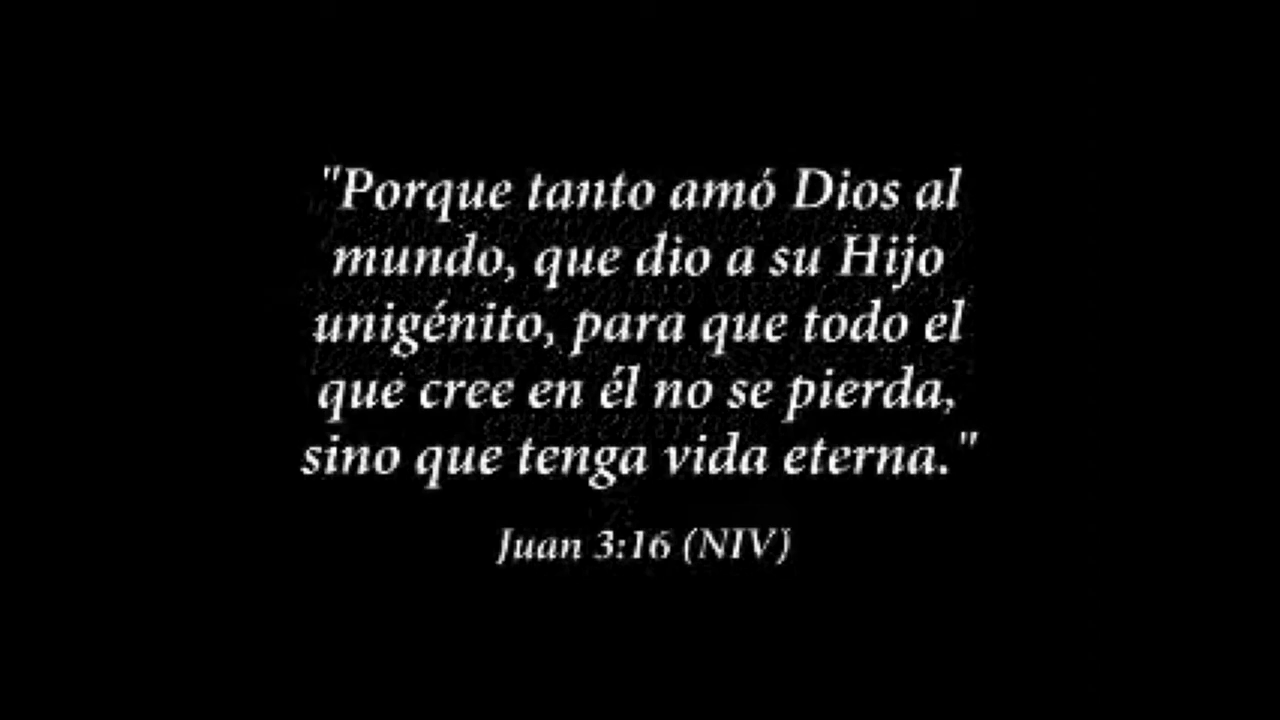 "Porque tanto amó Dios al
mundo, que dio a su Hijo
unigénito, para que todo el
que cree en él no se pierda,
sino que tenga vida eterna."
Juan 3:16 (NIV)